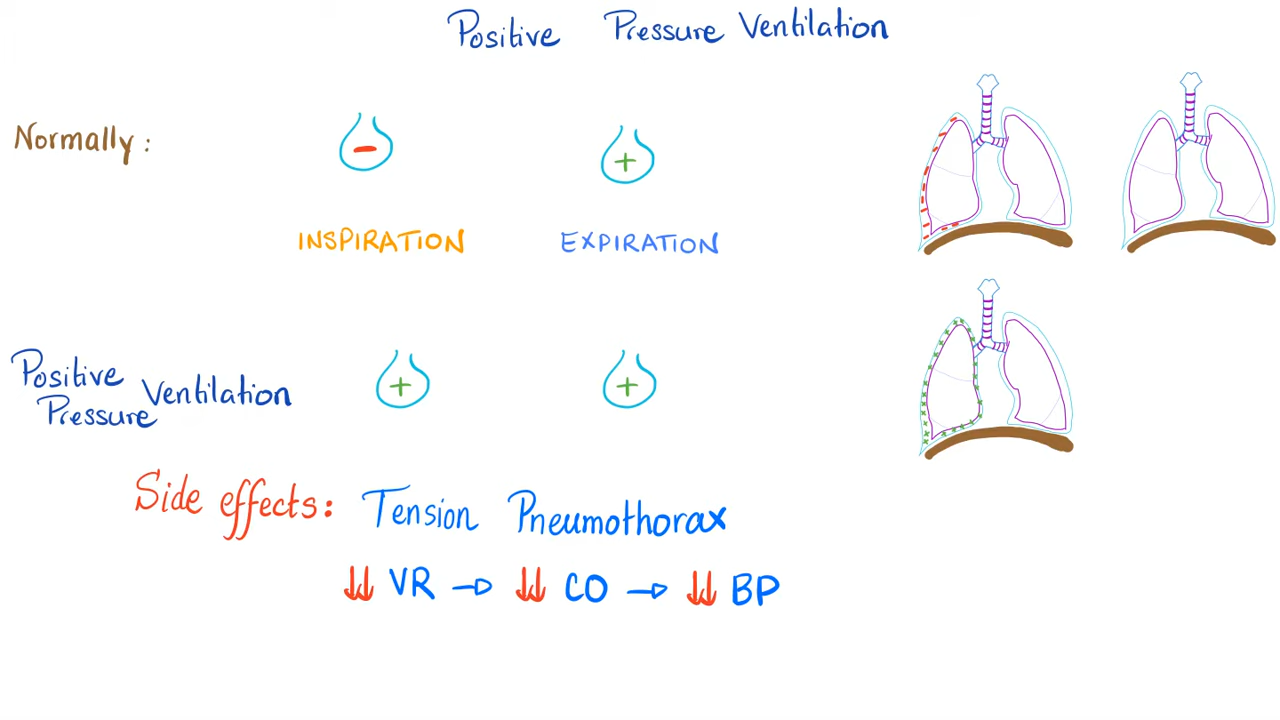 Positive Pressure Ventilation
Normally:
-
+
INSPIRATION
EXPIRATION
Positive Pressure Ventilation
+
+
Side effects: Tension Pneumothorax
↓↓ VR → ↓↓ CO → ↓↓ BP